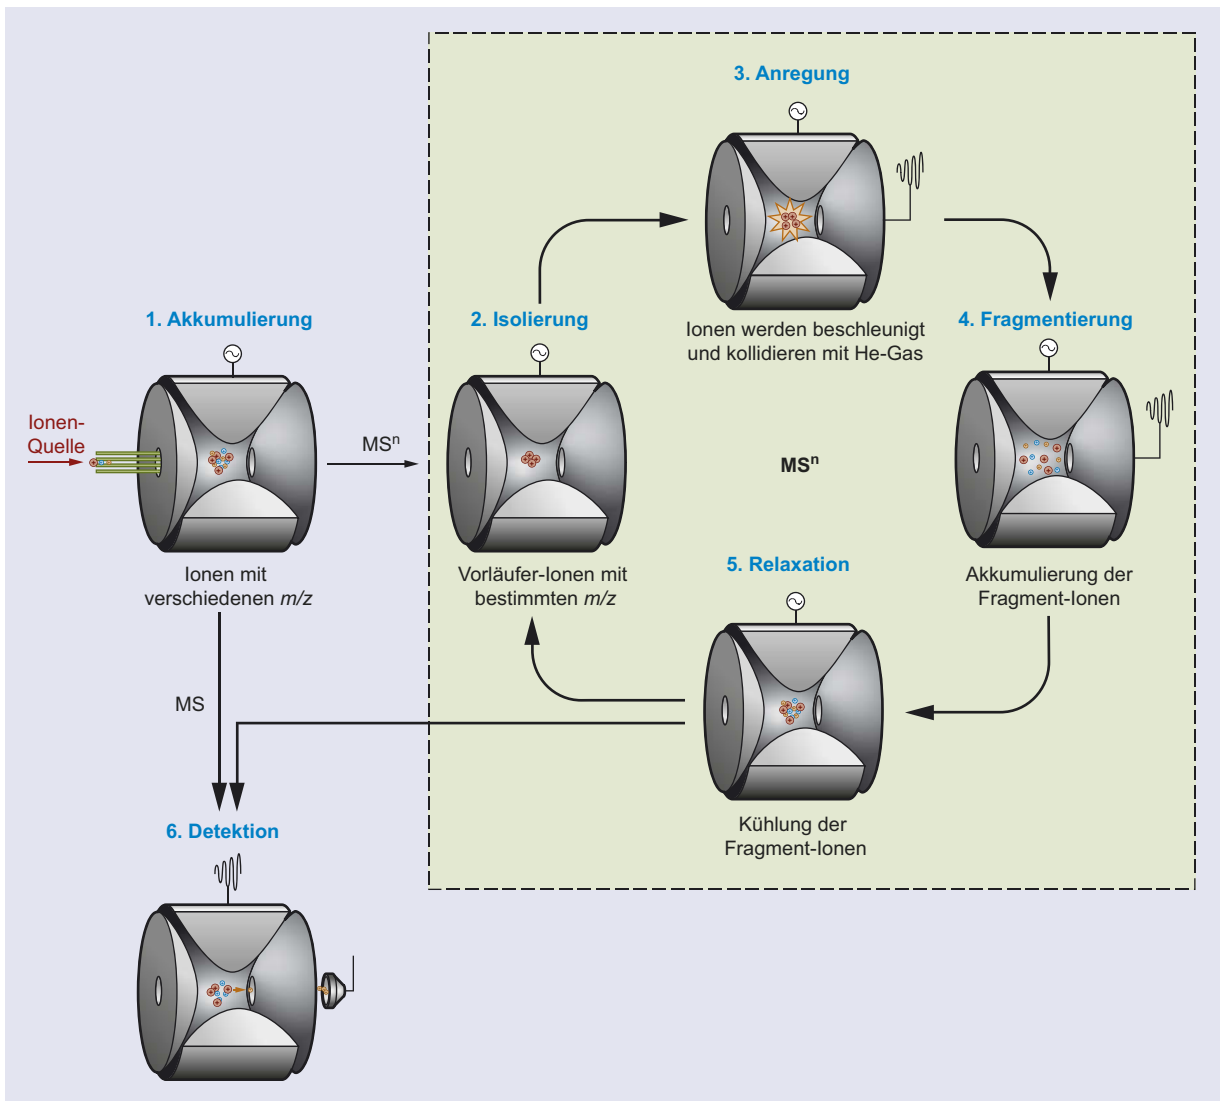 1. Akkumulierung
Ionen-
Quelle
Ionen mit
verschiedenen m/z
MSⁿ
MS
2. Isolierung
Vorläufer-Ionen mit
bestimmten m/z
3. Anregung
Ionen werden beschleunigt
und kollidieren mit He-Gas
MSⁿ
4. Fragmentierung
Akkumulierung der
Fragment-Ionen
5. Relaxation
Kühlung der
Fragment-Ionen
6. Detektion